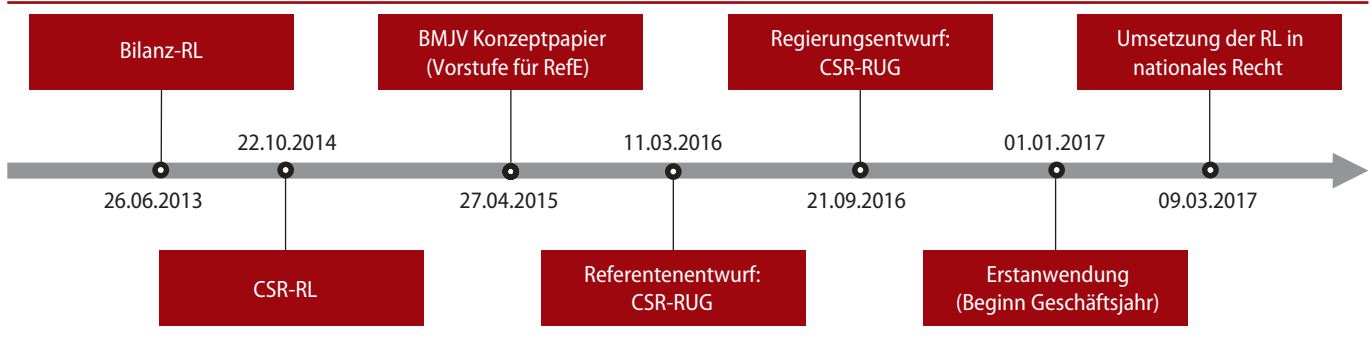 Bilanz-RL
BMJV Konzeptpapier
(Vorstufe für RefE)
Regierungsentwurf:
CSR-RUG
Umsetzung der RL in
nationales Recht
22.10.2014
11.03.2016
01.01.2017
26.06.2013
27.04.2015
21.09.2016
09.03.2017
CSR-RL
Referentenentwurf:
CSR-RUG
Erstanwendung
(Beginn Geschäftsjahr)